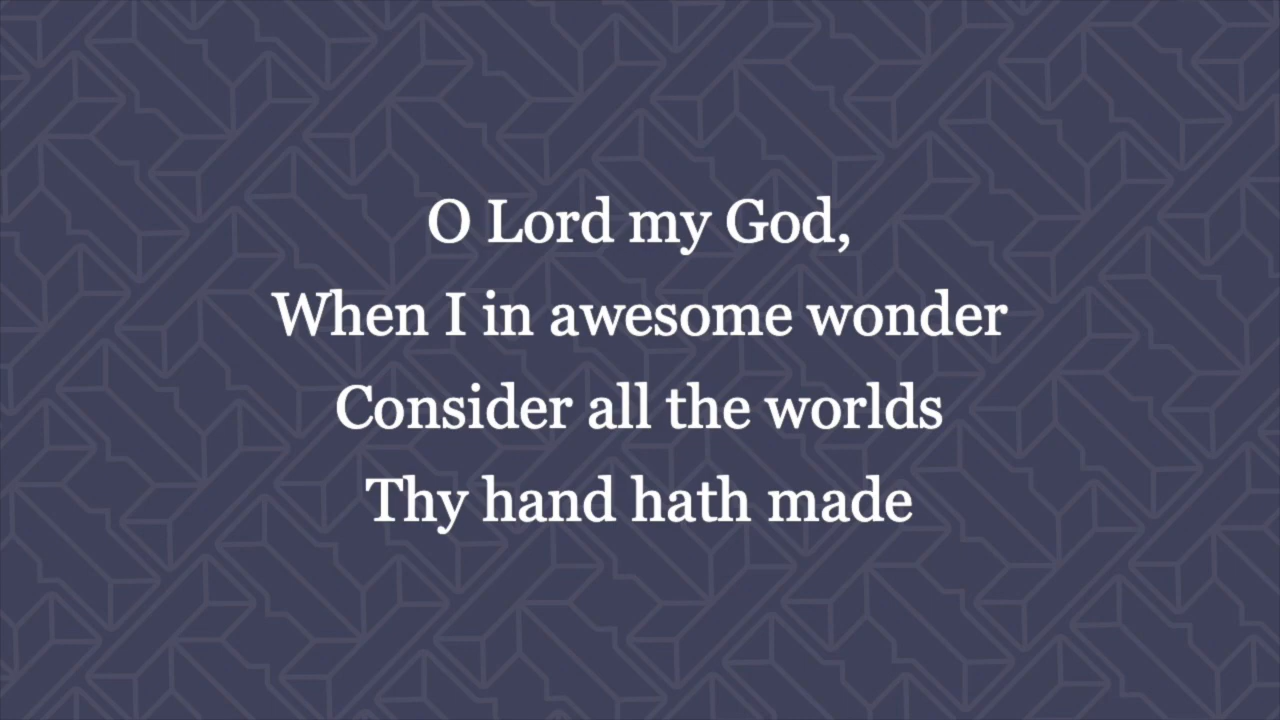 O Lord my God,
When I in awesome wonder
Consider all the worlds
Thy hand hath made